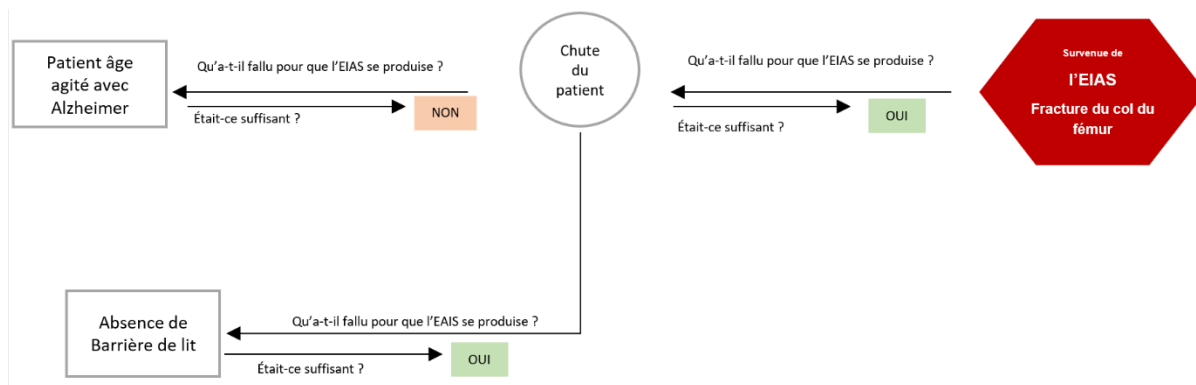 Patient âge
agité avec
Alzheimer
Qu'a-t-il fallu pour que l'EIAS se produise ?
Était-ce suffisant ?
NON
Chute
du
patient
Qu'a-t-il fallu pour que l'EIAS se produise ?
Était-ce suffisant ?
OUI
Survenue de
l'EIAS
Fracture du col du
fémur
Absence de
Barrière de lit
Qu'a-t-il fallu pour que l'EAIS se produise ?
Était-ce suffisant ?
OUI